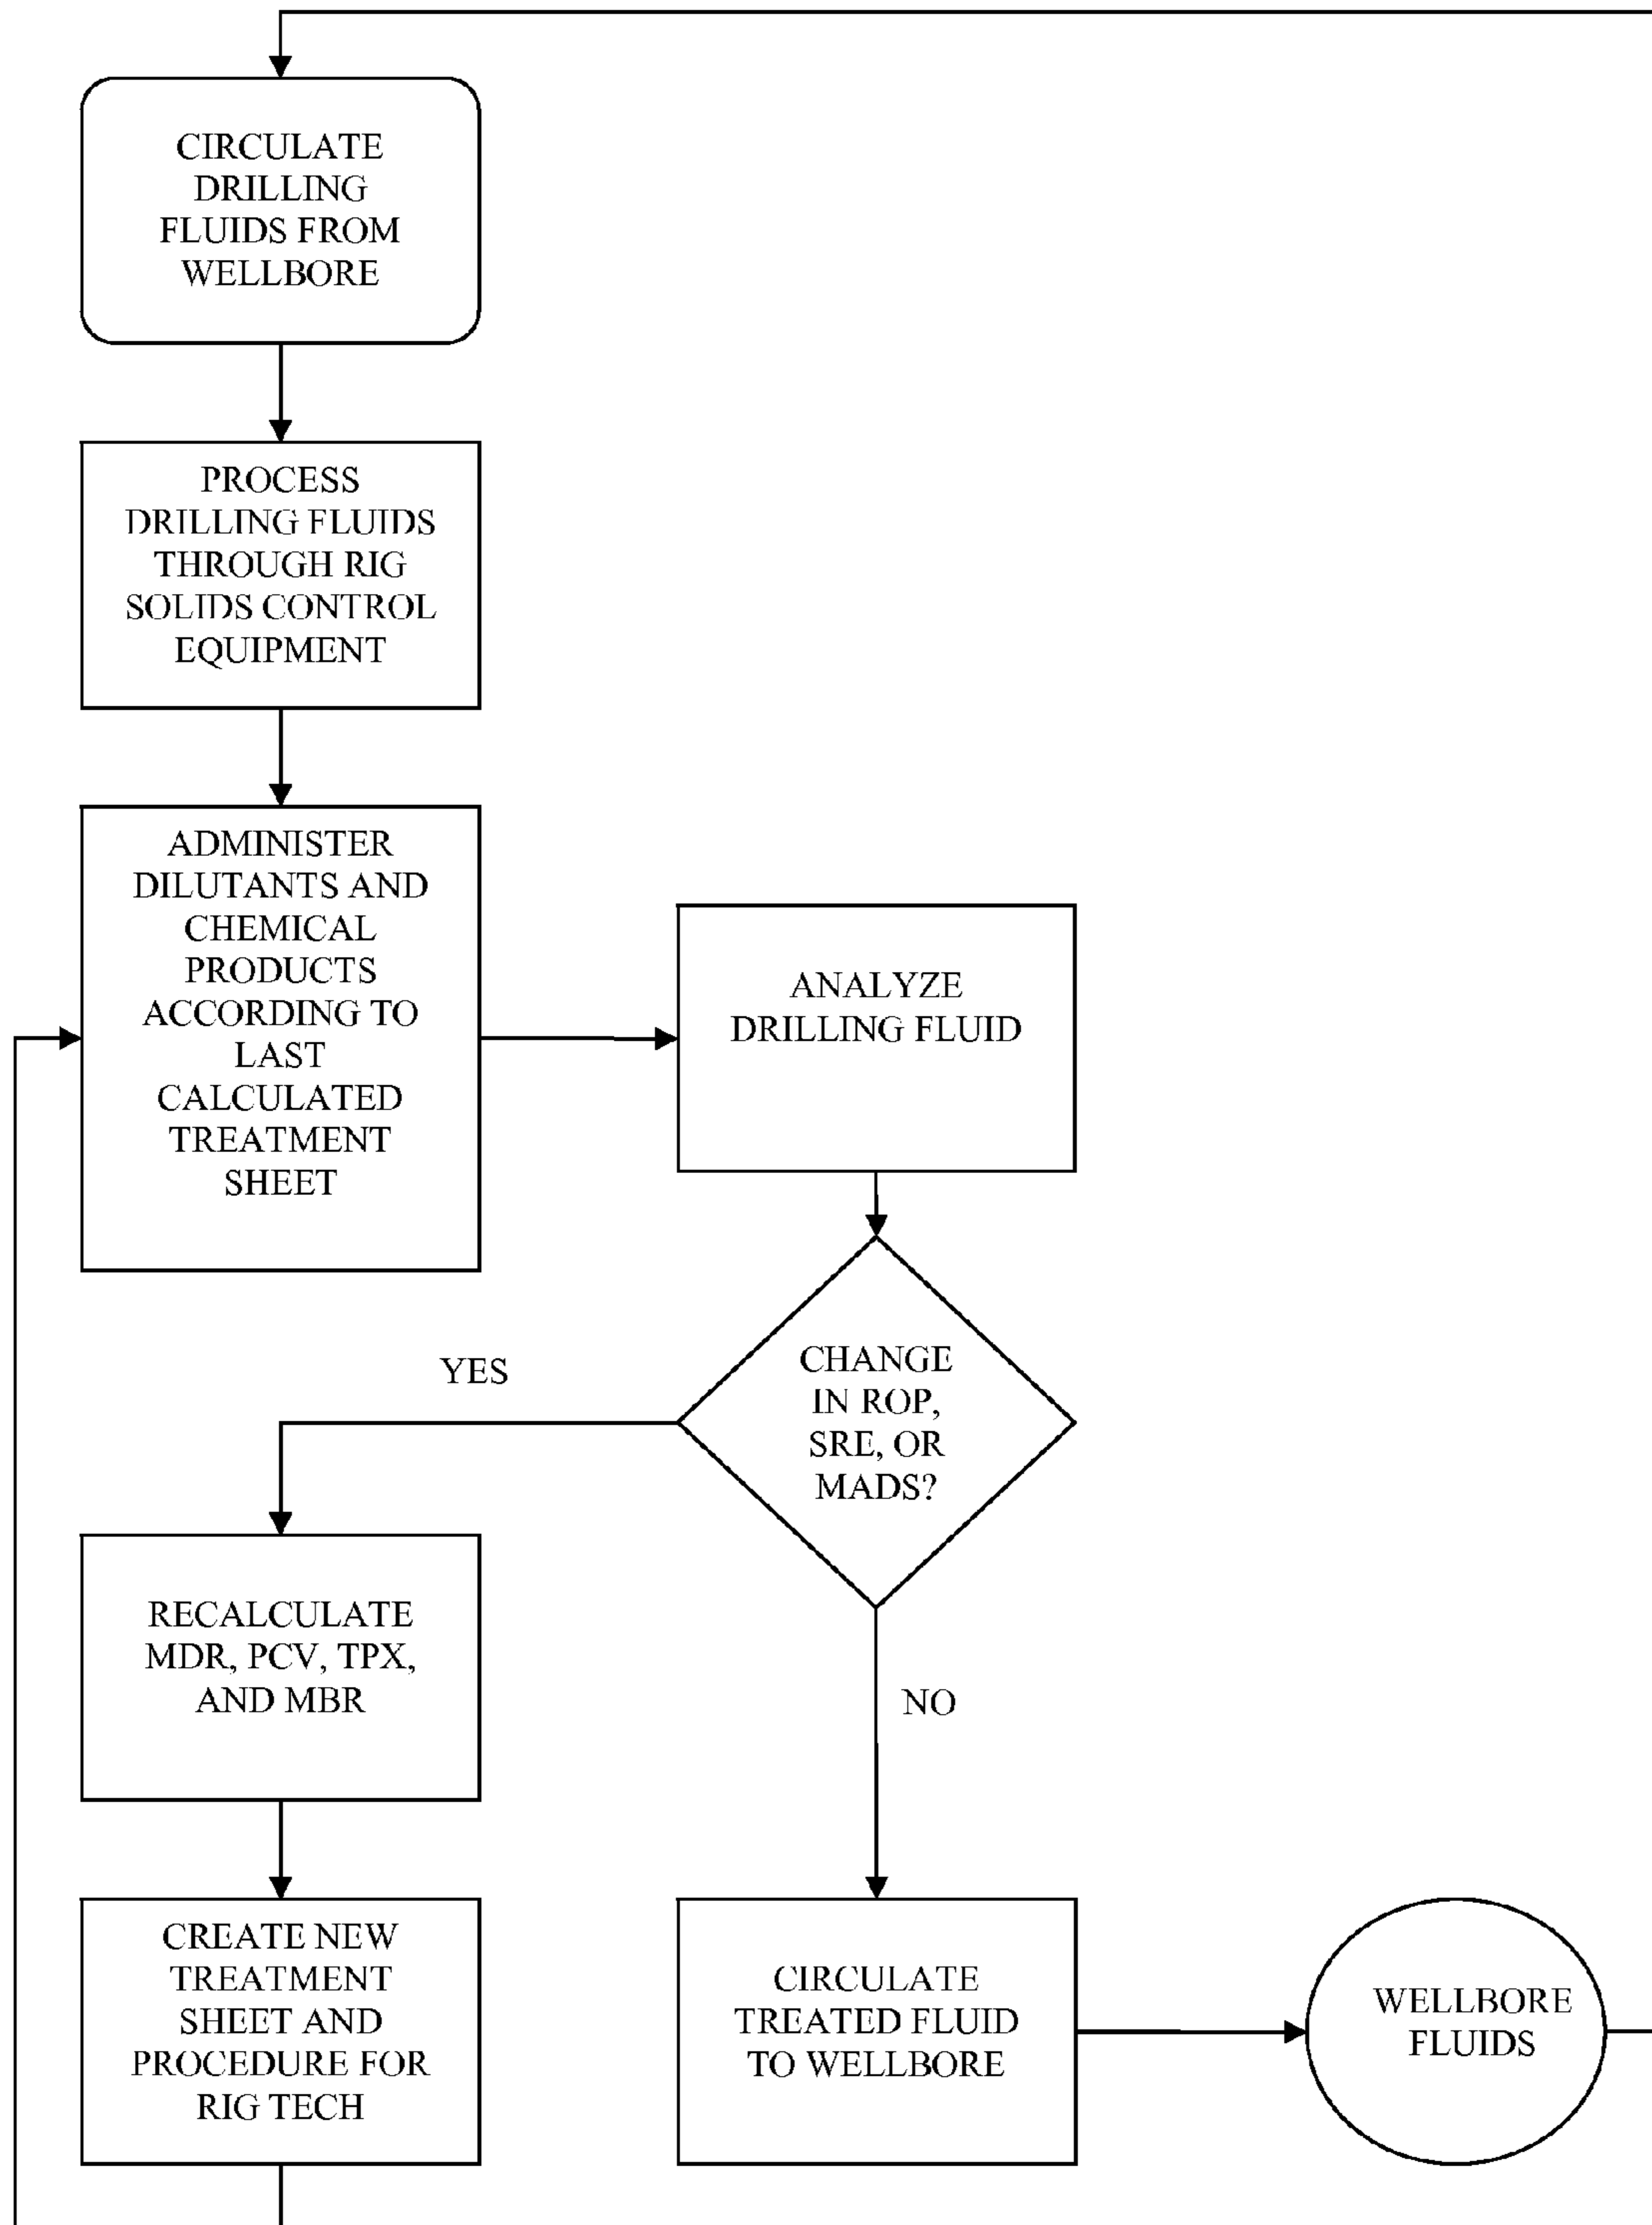 CIRCULATE
DRILLING
FLUIDS FROM
WELLBORE
PROCESS
DRILLING FLUIDS
THROUGH RIG
SOLIDS CONTROL
EQUIPMENT
ADMINISTER
DILUTANTS AND
CHEMICAL
PRODUCTS
ACCORDING TO
LAST
CALCULATED
TREATMENT
SHEET
ANALYZE
DRILLING FLUID
CHANGE
IN ROP,
SRE, OR
MADS?
YES
NO
RECALCULATE
MDR, PCV, TPX,
AND MBR
CREATE NEW
TREATMENT
SHEET AND
PROCEDURE FOR
RIG TECH
CIRCULATE
TREATED FLUID
TO WELLBORE
WELLBORE
FLUIDS